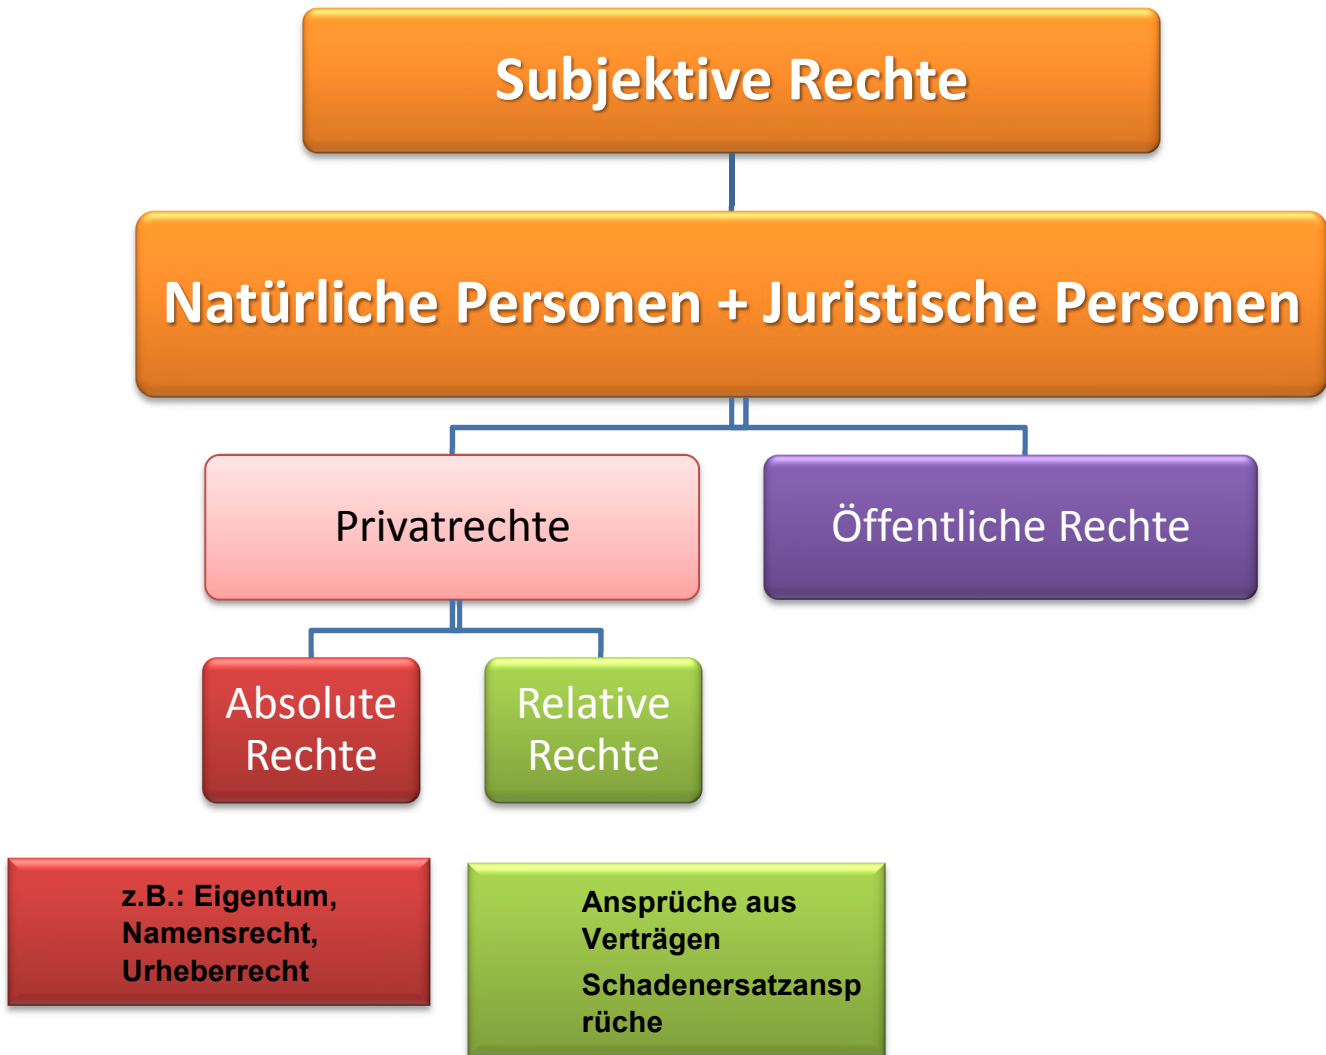 Subjektive Rechte
Natürliche Personen + Juristische Personen
Privatrechte
Öffentliche Rechte
Absolute
Rechte
Relative
Rechte
z.B.: Eigentum,
Namensrecht,
Urheberrecht
Ansprüche aus
Verträgen
Schadenersatzansp
rüche